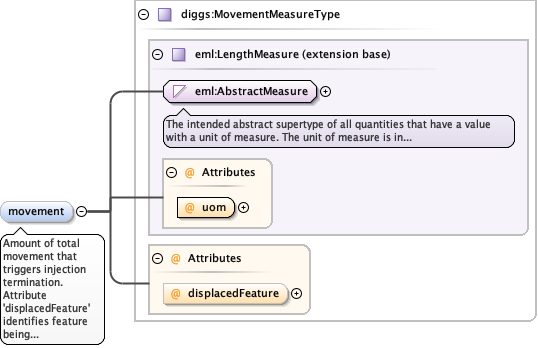 diggs:MovementMeasureType
eml:LengthMeasure (extension base)
eml:AbstractMeasure
The intended abstract supertype of all quantities that have a value
with a unit of measure. The unit of measure is in...
@ Attributes
@ uom
movement
Amount of total
movement that
triggers injection
termination.
Attribute
'displacedFeature'
identifies feature
being...
@ Attributes
@ displacedFeature